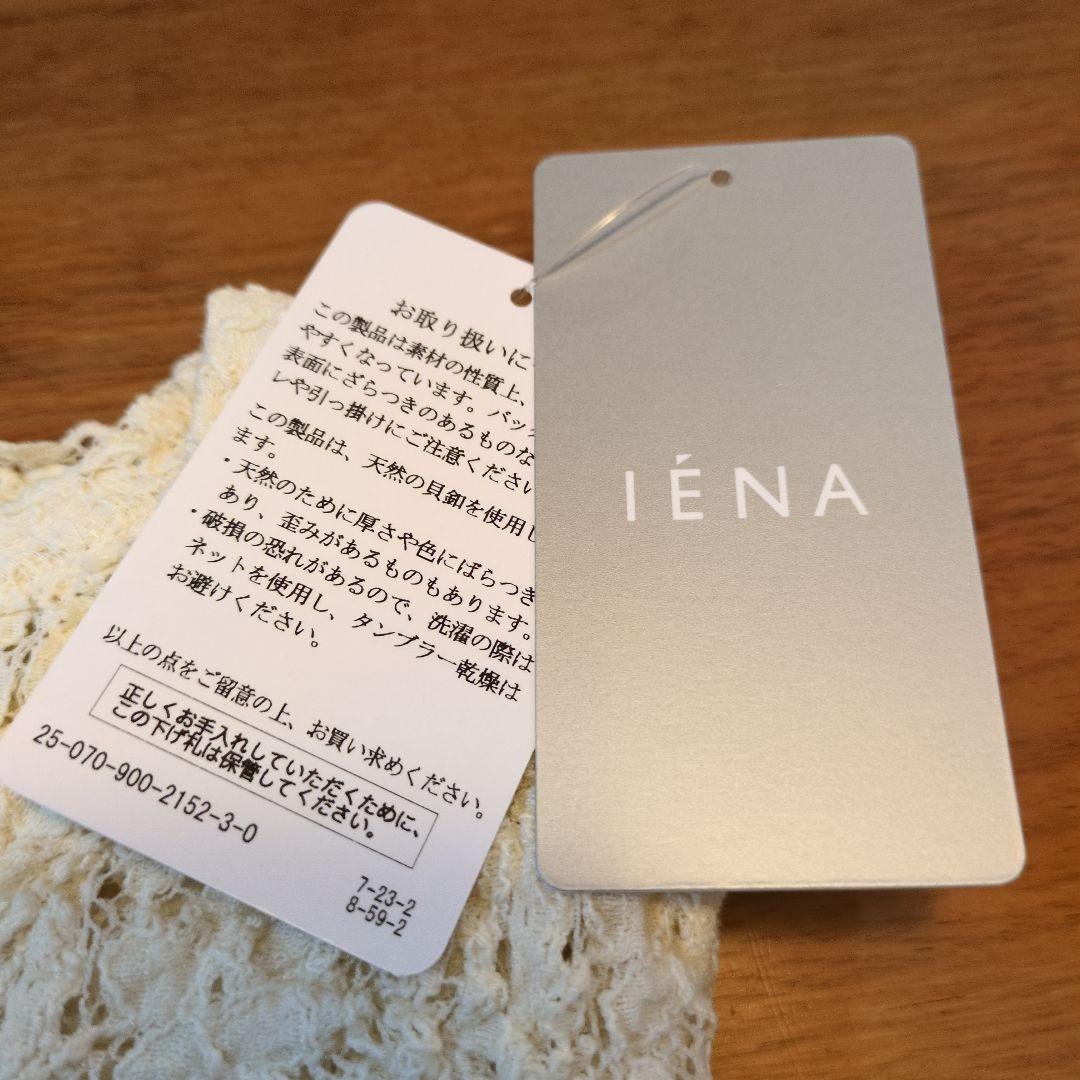 お取り扱いに
この製品は素材の性質上、
やすくなっています。バッ
表面にざらつきのあるものな
レや引っ掛けにご注意ください
この製品は、天然の貝釦を使用し
ます。
・天然のために厚さや色にばらつき
あり、歪みがあるものもあります。
・破損の恐れがあるので、洗濯の際は
ネットを使用し、タンブラー乾燥は
お避けください。
以上の点をご留意の上、お買い求めください。
正しくお手入れしていただくために、
この下げ札は保管してください。
25-070-900-2152-3-0
7-23-2
8-59-2
IÉNA